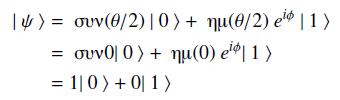 | ψ ⟩ = συν(θ/2) | 0 ⟩ + ημ(θ/2) e^{iϕ} | 1 ⟩
= συν0| 0 ⟩ + ημ(0) e^{iϕ}| 1 ⟩
= 1| 0 ⟩ + 0| 1 ⟩